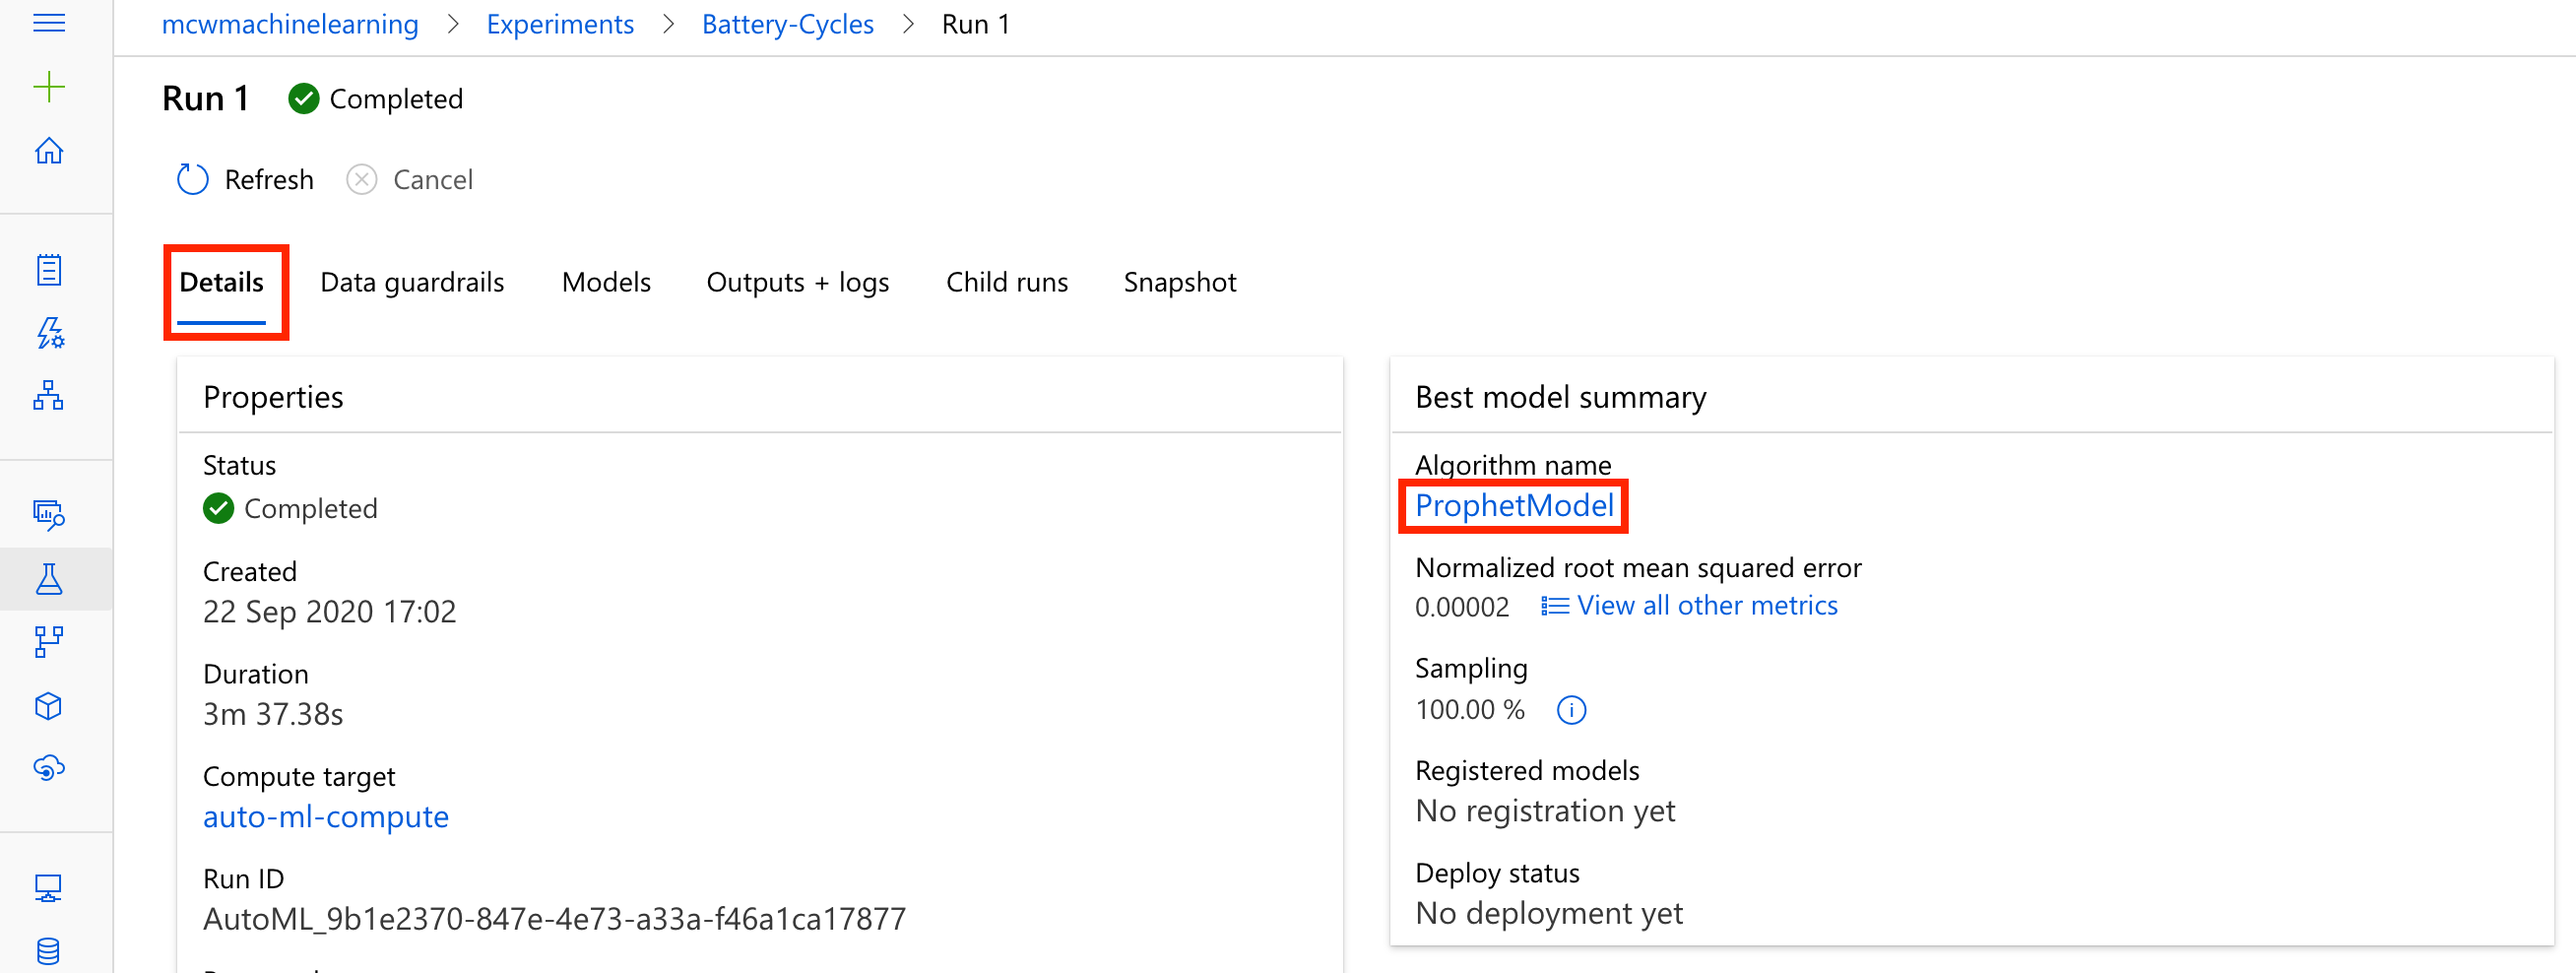 mcwmachinelearning > Experiments > Battery-Cycles > Run 1
Run 1 Completed
Refresh Cancel
Details Data guardrails Models Outputs + logs Child runs Snapshot
Properties
Status
Completed
Created
22 Sep 2020 17:02
Duration
3m 37.38s
Compute target
auto-ml-compute
Run ID
AutoML_9b1e2370-847e-4e73-a33a-f46a1ca17877
Best model summary
Algorithm name
ProphetModel
Normalized root mean squared error
0.00002 View all other metrics
Sampling
100.00 %
Registered models
No registration yet
Deploy status
No deployment yet